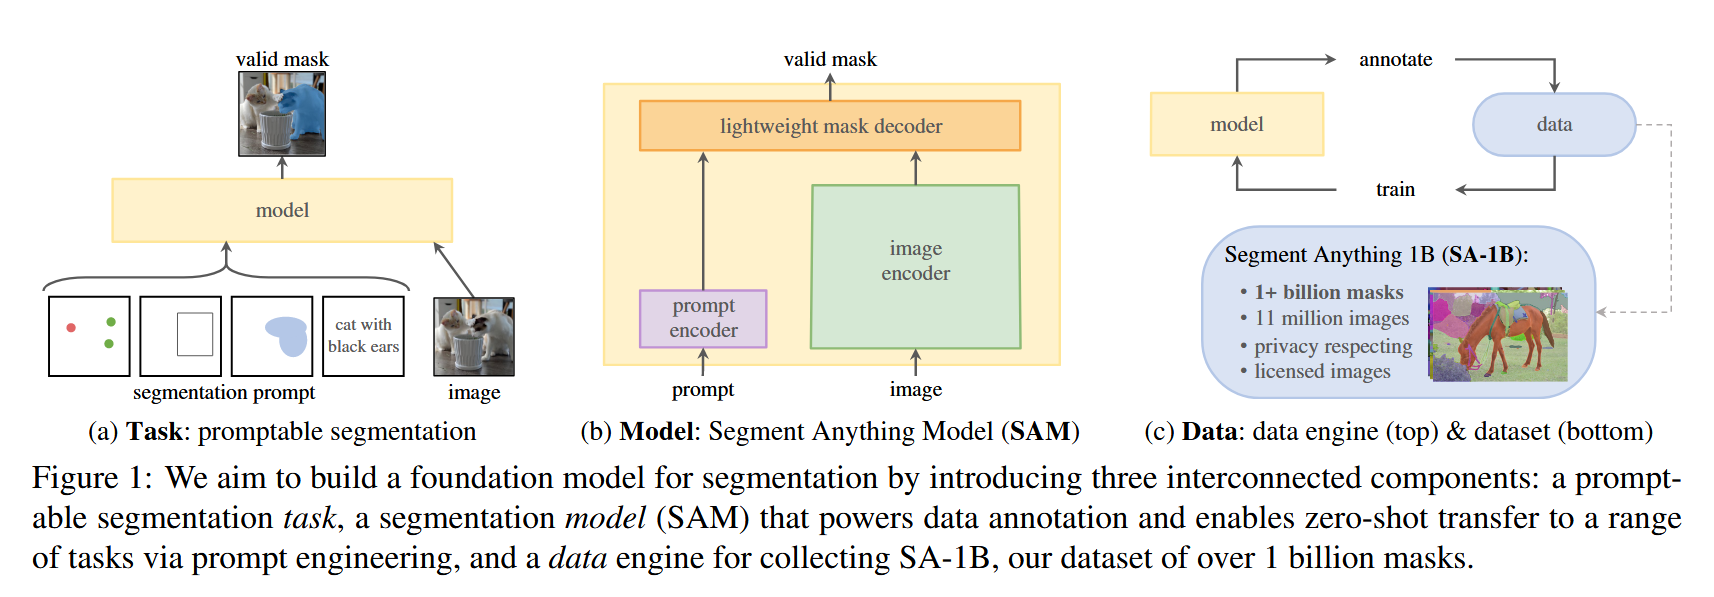 valid mask
model
cat with
black ears
segmentation prompt
image
(a) Task: promptable segmentation
valid mask
lightweight mask decoder
image
encoder
prompt
encoder
prompt
image
(b) Model: Segment Anything Model (SAM)
annotate
model
data
train
Segment Anything 1B (SA-1B):
• 1+ billion masks
• 11 million images
• privacy respecting
• licensed images
(c) Data: data engine (top) & dataset (bottom)
Figure 1: We aim to build a foundation model for segmentation by introducing three interconnected components: a prompt-
able segmentation task, a segmentation model (SAM) that powers data annotation and enables zero-shot transfer to a range
of tasks via prompt engineering, and a data engine for collecting SA-1B, our dataset of over 1 billion masks.